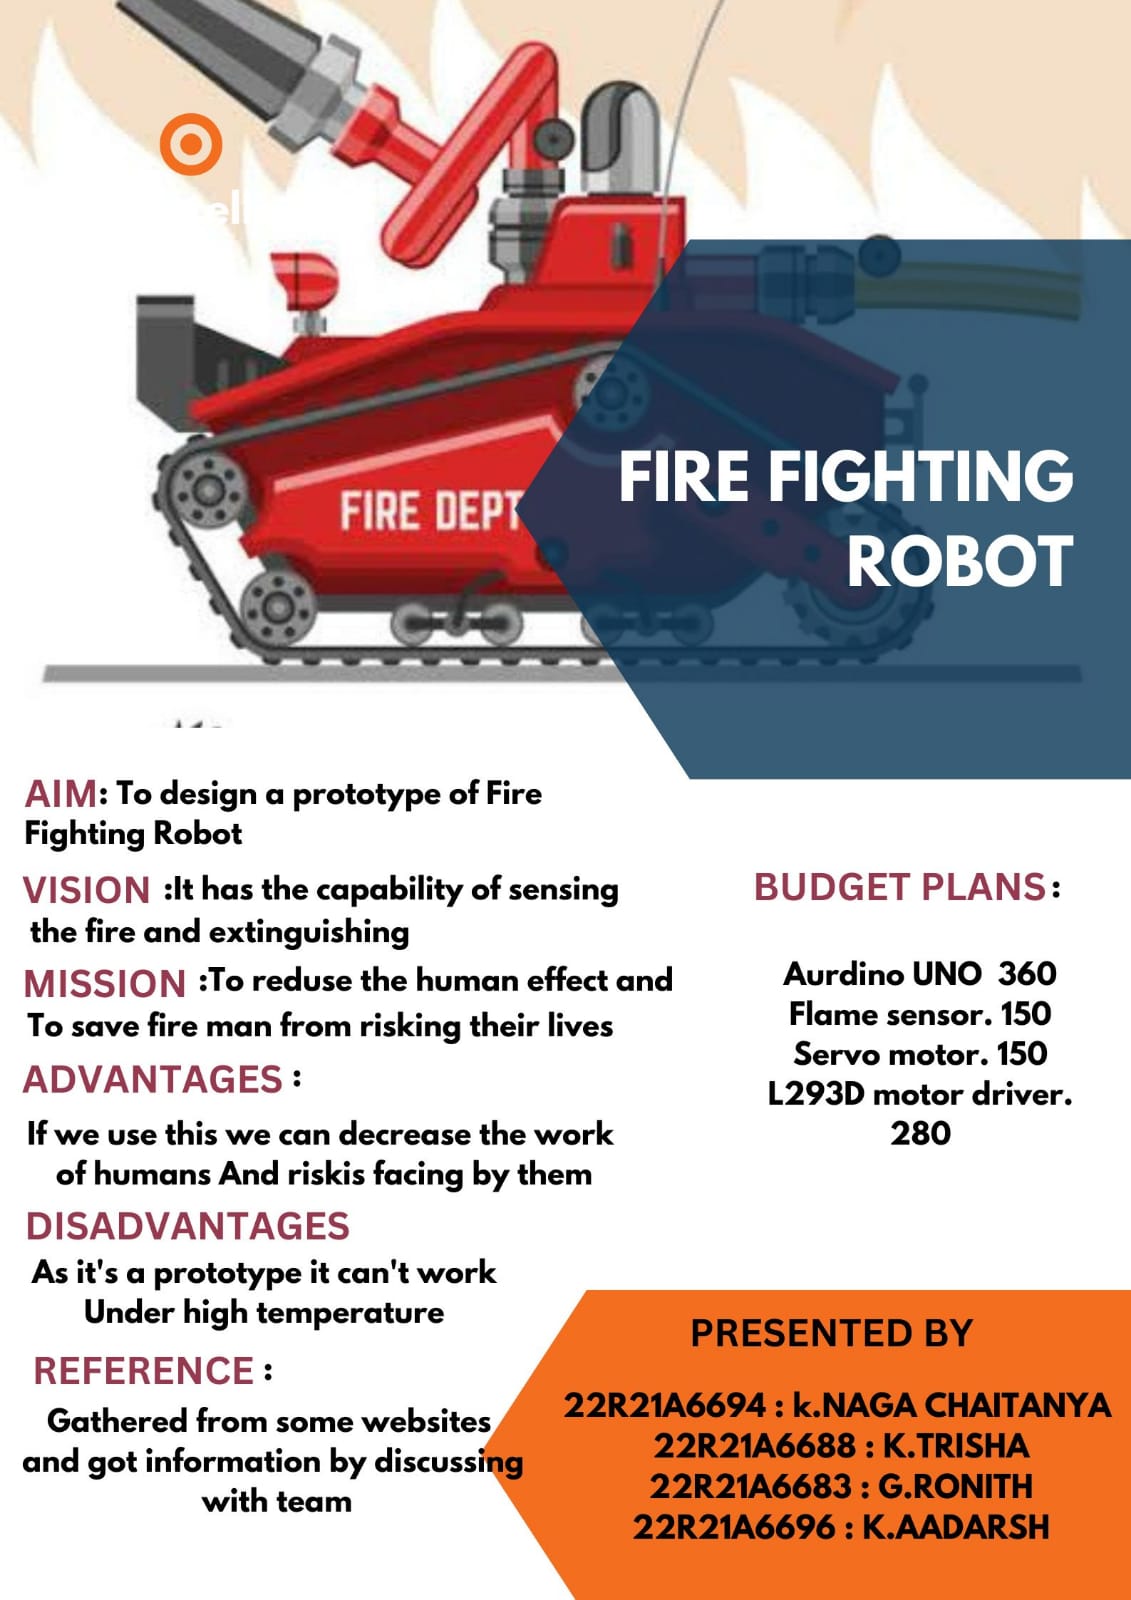 FIRE DEPT
FIRE FIGHTING
ROBOT
AIM: To design a prototype of Fire
Fighting Robot
VISION :It has the capability of sensing
the fire and extinguishing
MISSION :To reduse the human effect and
To save fire man from risking their lives
ADVANTAGES :
If we use this we can decrease the work
of humans And riskis facing by them
DISADVANTAGES
As it's a prototype it can't work
Under high temperature
REFERENCE :
Gathered from some websites
and got information by discussing
with team
BUDGET PLANS :
Aurdino UNO 360
Flame sensor. 150
Servo motor. 150
L293D motor driver.
280
PRESENTED BY
22R21A6694 : k.NAGA CHAITANYA
22R21A6688 : K.TRISHA
22R21A6683 : G.RONITH
22R21A6696 : K.AADARSH